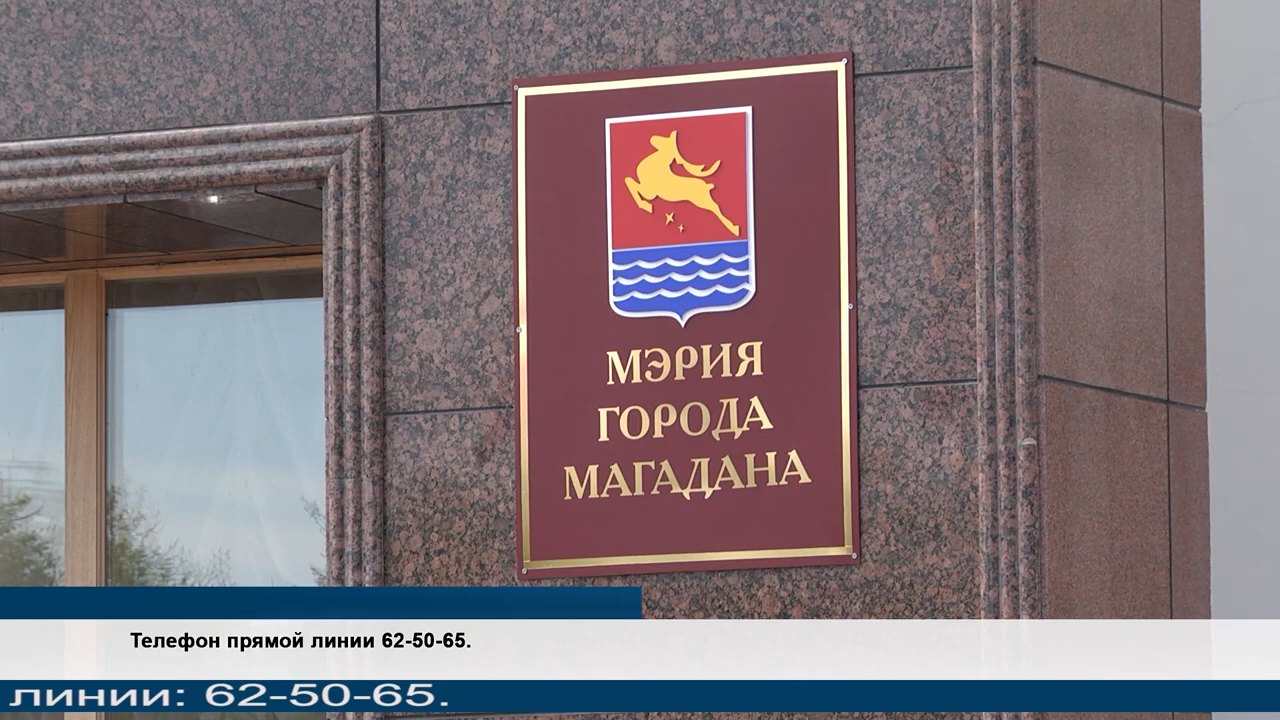 МЭРИЯ
ГОРОДА
МАГАДАНА
Телефон прямой линии 62-50-65.
линии: 62-50-65.